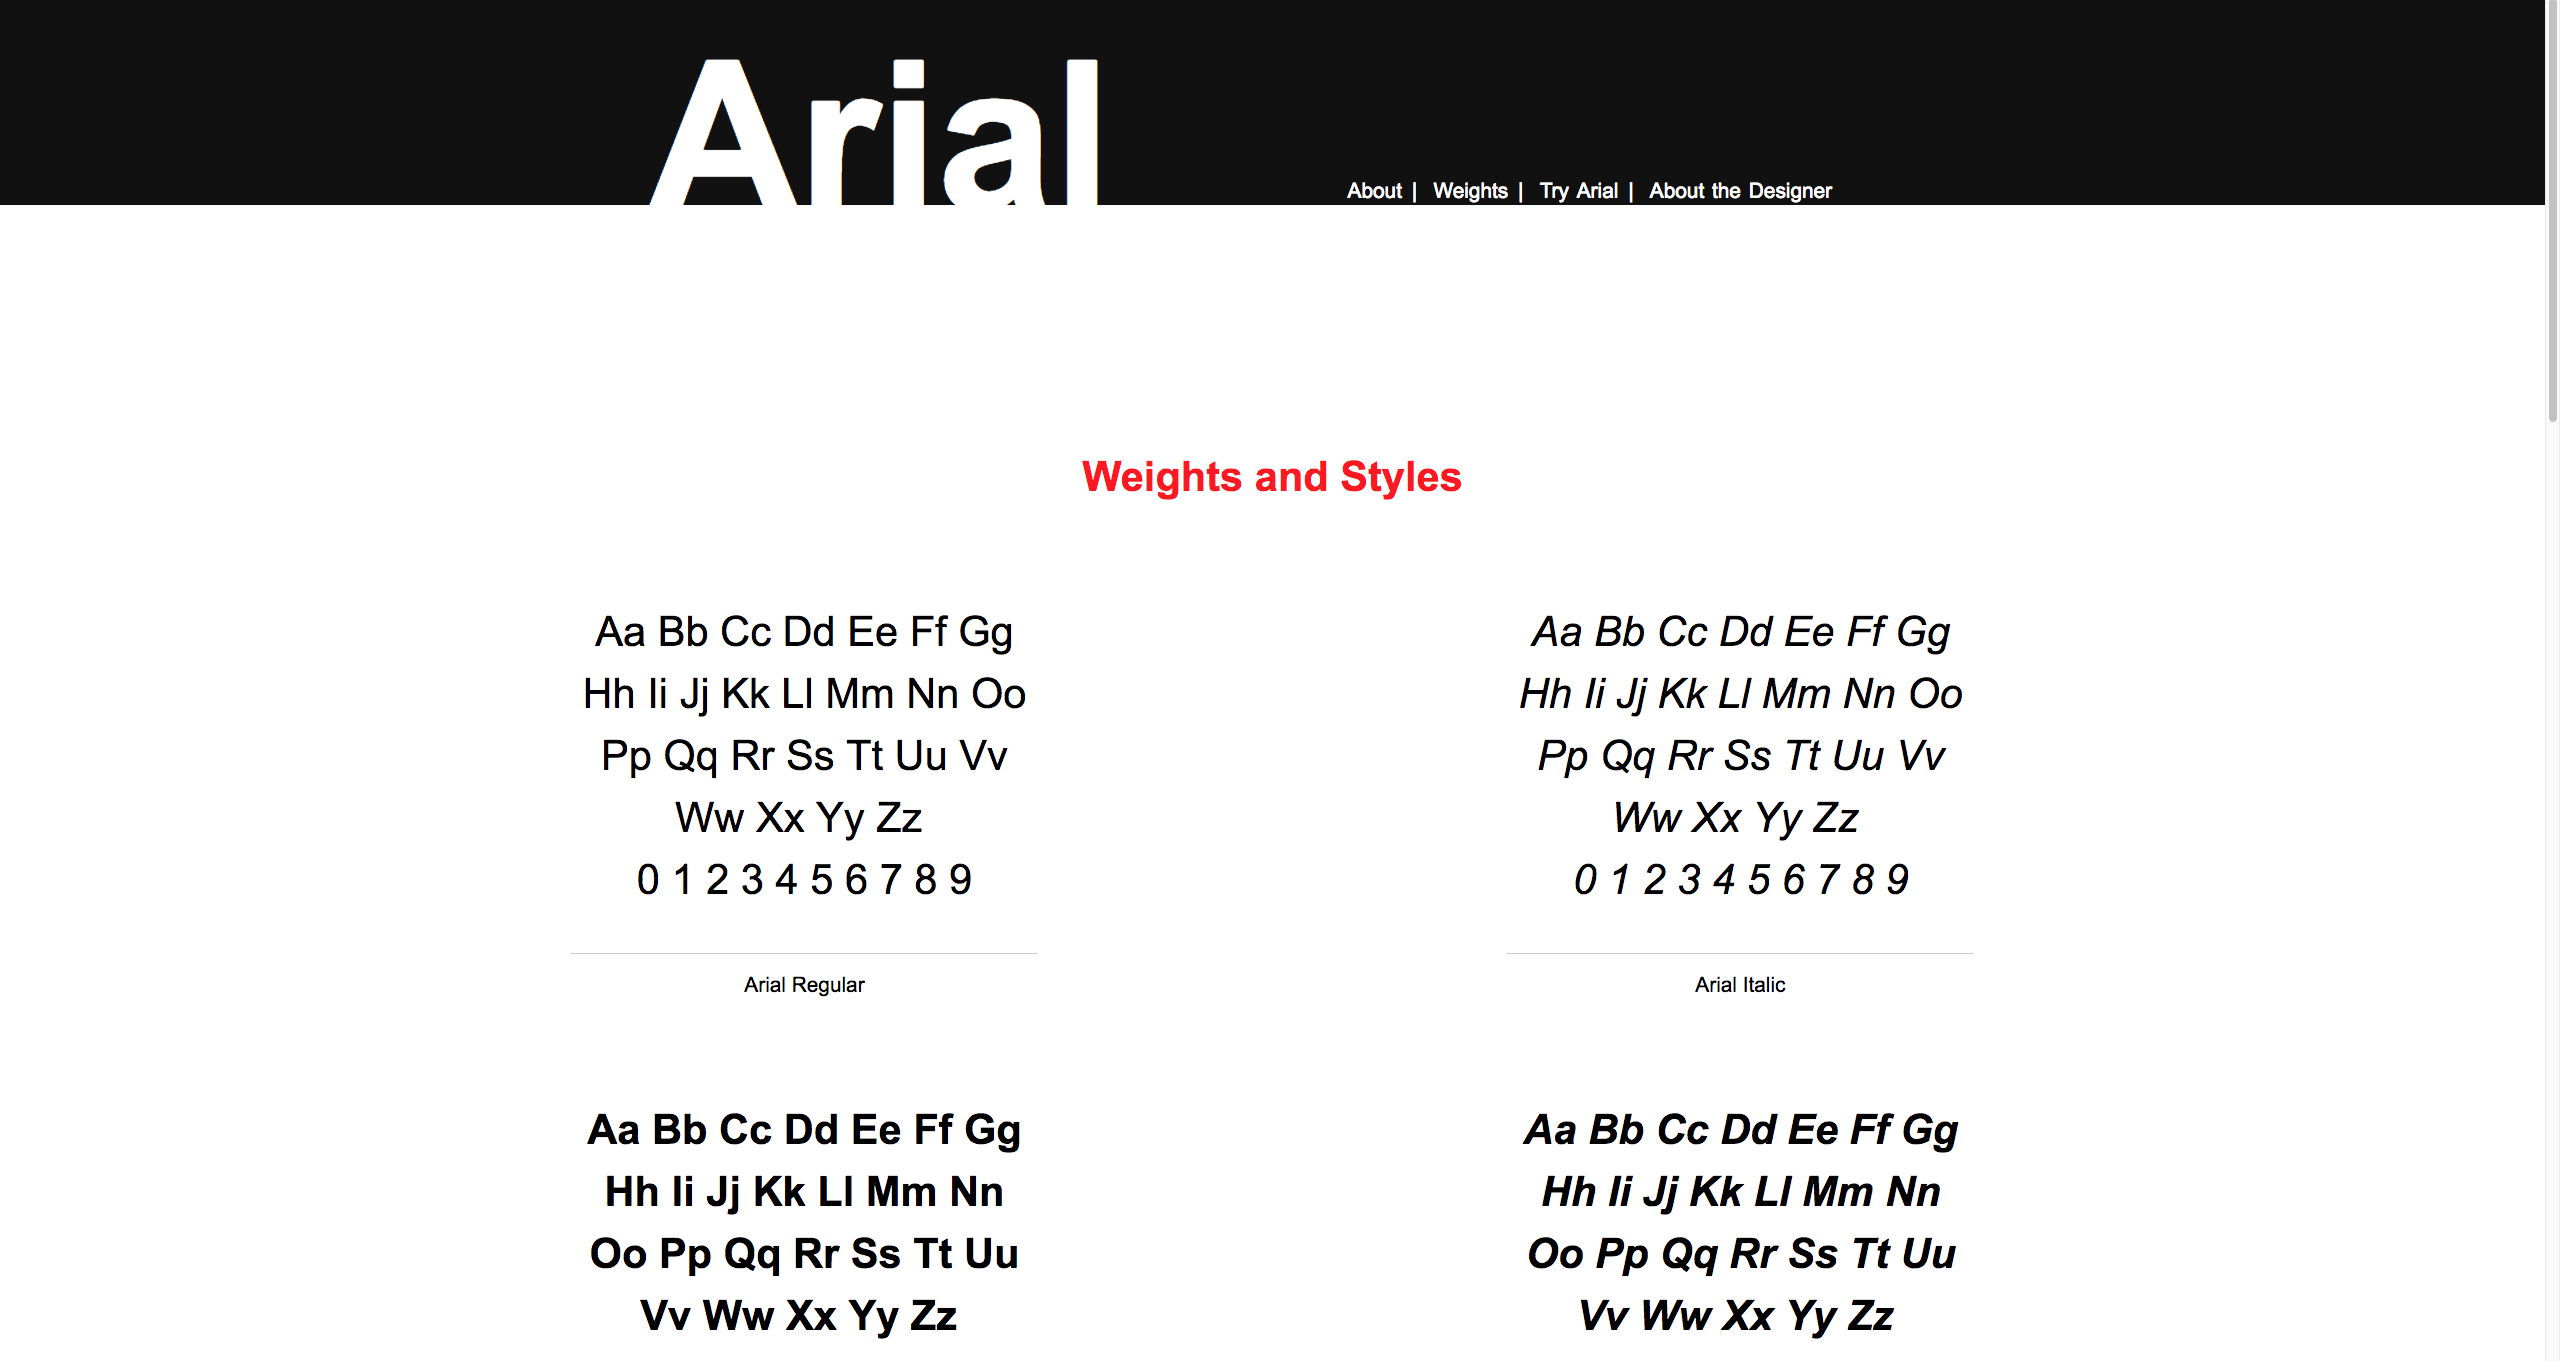 Arial
About | Weights | Try Arial | About the Designer
Weights and Styles
Aa Bb Cc Dd Ee Ff Gg
Hh Ii Jj Kk Ll Mm Nn Oo
Pp Qq Rr Ss Tt Uu Vv
Ww Xx Yy Zz
0 1 2 3 4 5 6 7 8 9
Arial Regular
Aa Bb Cc Dd Ee Ff Gg
Hh Ii Jj Kk Ll Mm Nn Oo
Pp Qq Rr Ss Tt Uu Vv
Ww Xx Yy Zz
0 1 2 3 4 5 6 7 8 9
Arial Italic
Aa Bb Cc Dd Ee Ff Gg
Hh Ii Jj Kk Ll Mm Nn
Oo Pp Qq Rr Ss Tt Uu
Vv Ww Xx Yy Zz
Aa Bb Cc Dd Ee Ff Gg
Hh Ii Jj Kk Ll Mm Nn
Oo Pp Qq Rr Ss Tt Uu
Vv Ww Xx Yy Zz